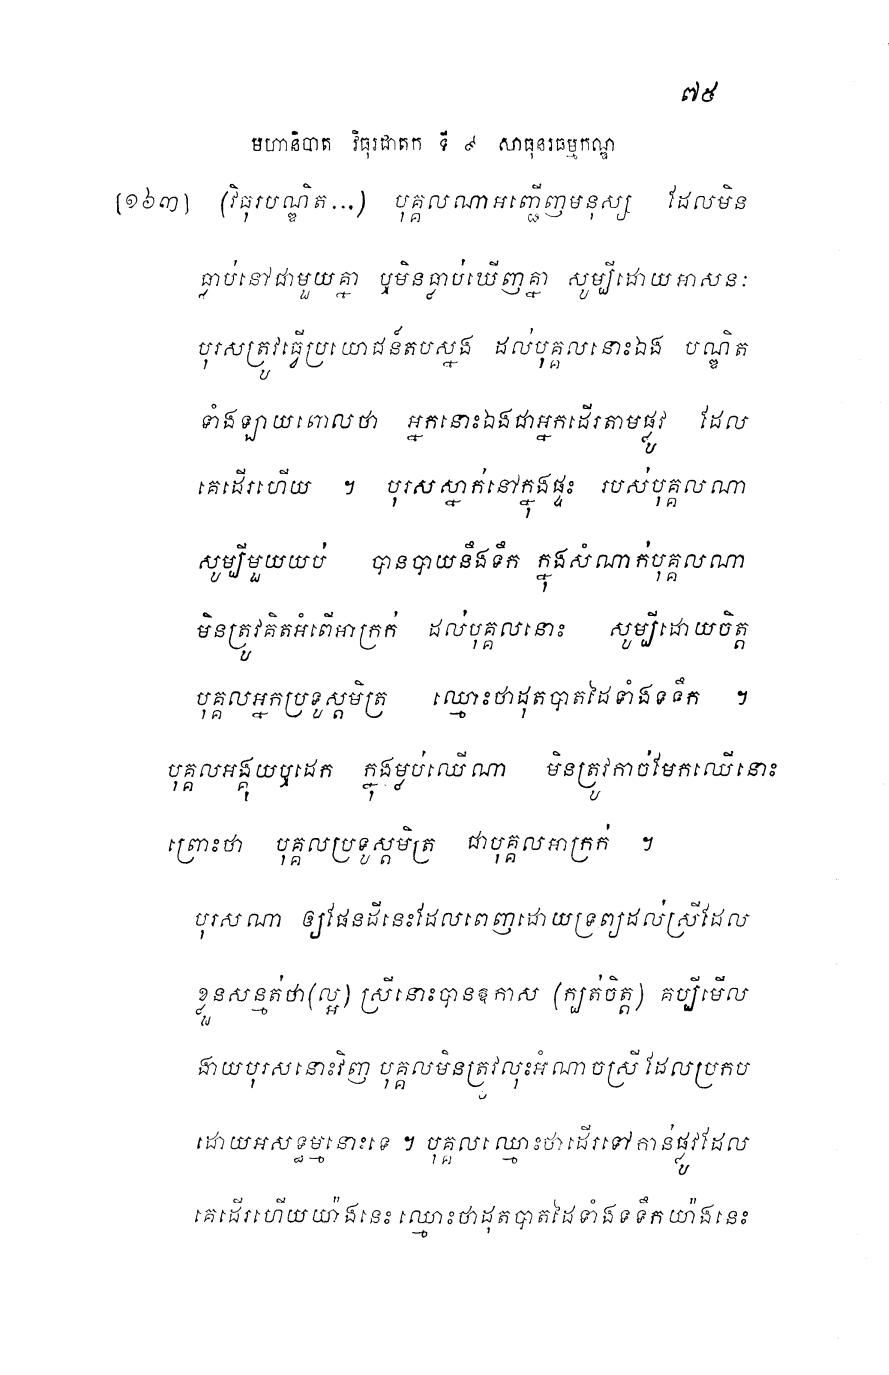 ៧៥
មហានិបាត វិធុរជាតក ទី ៩ សាធុនរធម្មកណ្ឌ
[១៦៣] (វិធុរបណ្ឌិត...) បុគ្គលណាអញ្ជើញមនុស្ស ដែលមិន
ធ្លាប់នៅជាមួយគ្នា ឬមិនធ្លាប់ឃើញគ្នា សូម្បីដោយអាសនៈ
បុរសត្រូវធ្វើប្រយោជន៍តបស្នង ដល់បុគ្គលនោះឯង បណ្ឌិត
ទាំងឡាយពោលថា អ្នកនោះឯងជាអ្នកដើរតាមផ្លូវ ដែល
គេដើរហើយ ។ បុរសស្នាក់នៅក្នុងផ្ទះ របស់បុគ្គលណា
សូម្បីមួយយប់ បានបាយនឹងទឹក ក្នុងសំណាក់បុគ្គលណា
មិនត្រូវគិតអំពើអាក្រក់ ដល់បុគ្គលនោះ សូម្បីដោយចិត្ត
បុគ្គលអ្នកប្រទូស្តមិត្រ ឈ្មោះថាដុតបាតដៃទាំងទទឹក ។
បុគ្គលអង្គុយឬដេក ក្នុងម្លប់ឈើណា មិនត្រូវកាច់មែកឈើនោះ
ព្រោះថា បុគ្គលប្រទូស្តមិត្រ ជាបុគ្គលអាក្រក់ ។
បុរសណា ឲ្យផែនដីនេះដែលពេញដោយទ្រព្យដល់ស្រីដែល
ខ្លួនសន្មត់ថា(ល្អ) ស្រីនោះបានឱកាស (ក្បត់ចិត្ត) គប្បីមើល
ងាយបុរសនោះវិញ បុគ្គលមិនត្រូវលុះអំណាចស្រី ដែលប្រកប
ដោយអសទ្ធម្មនោះទេ ។ បុគ្គលឈ្មោះថាដើរទៅកាន់ផ្លូវដែល
គេដើរហើយយ៉ាងនេះ ឈ្មោះថាដុតបាតដៃទាំងទទឹកយ៉ាងនេះ